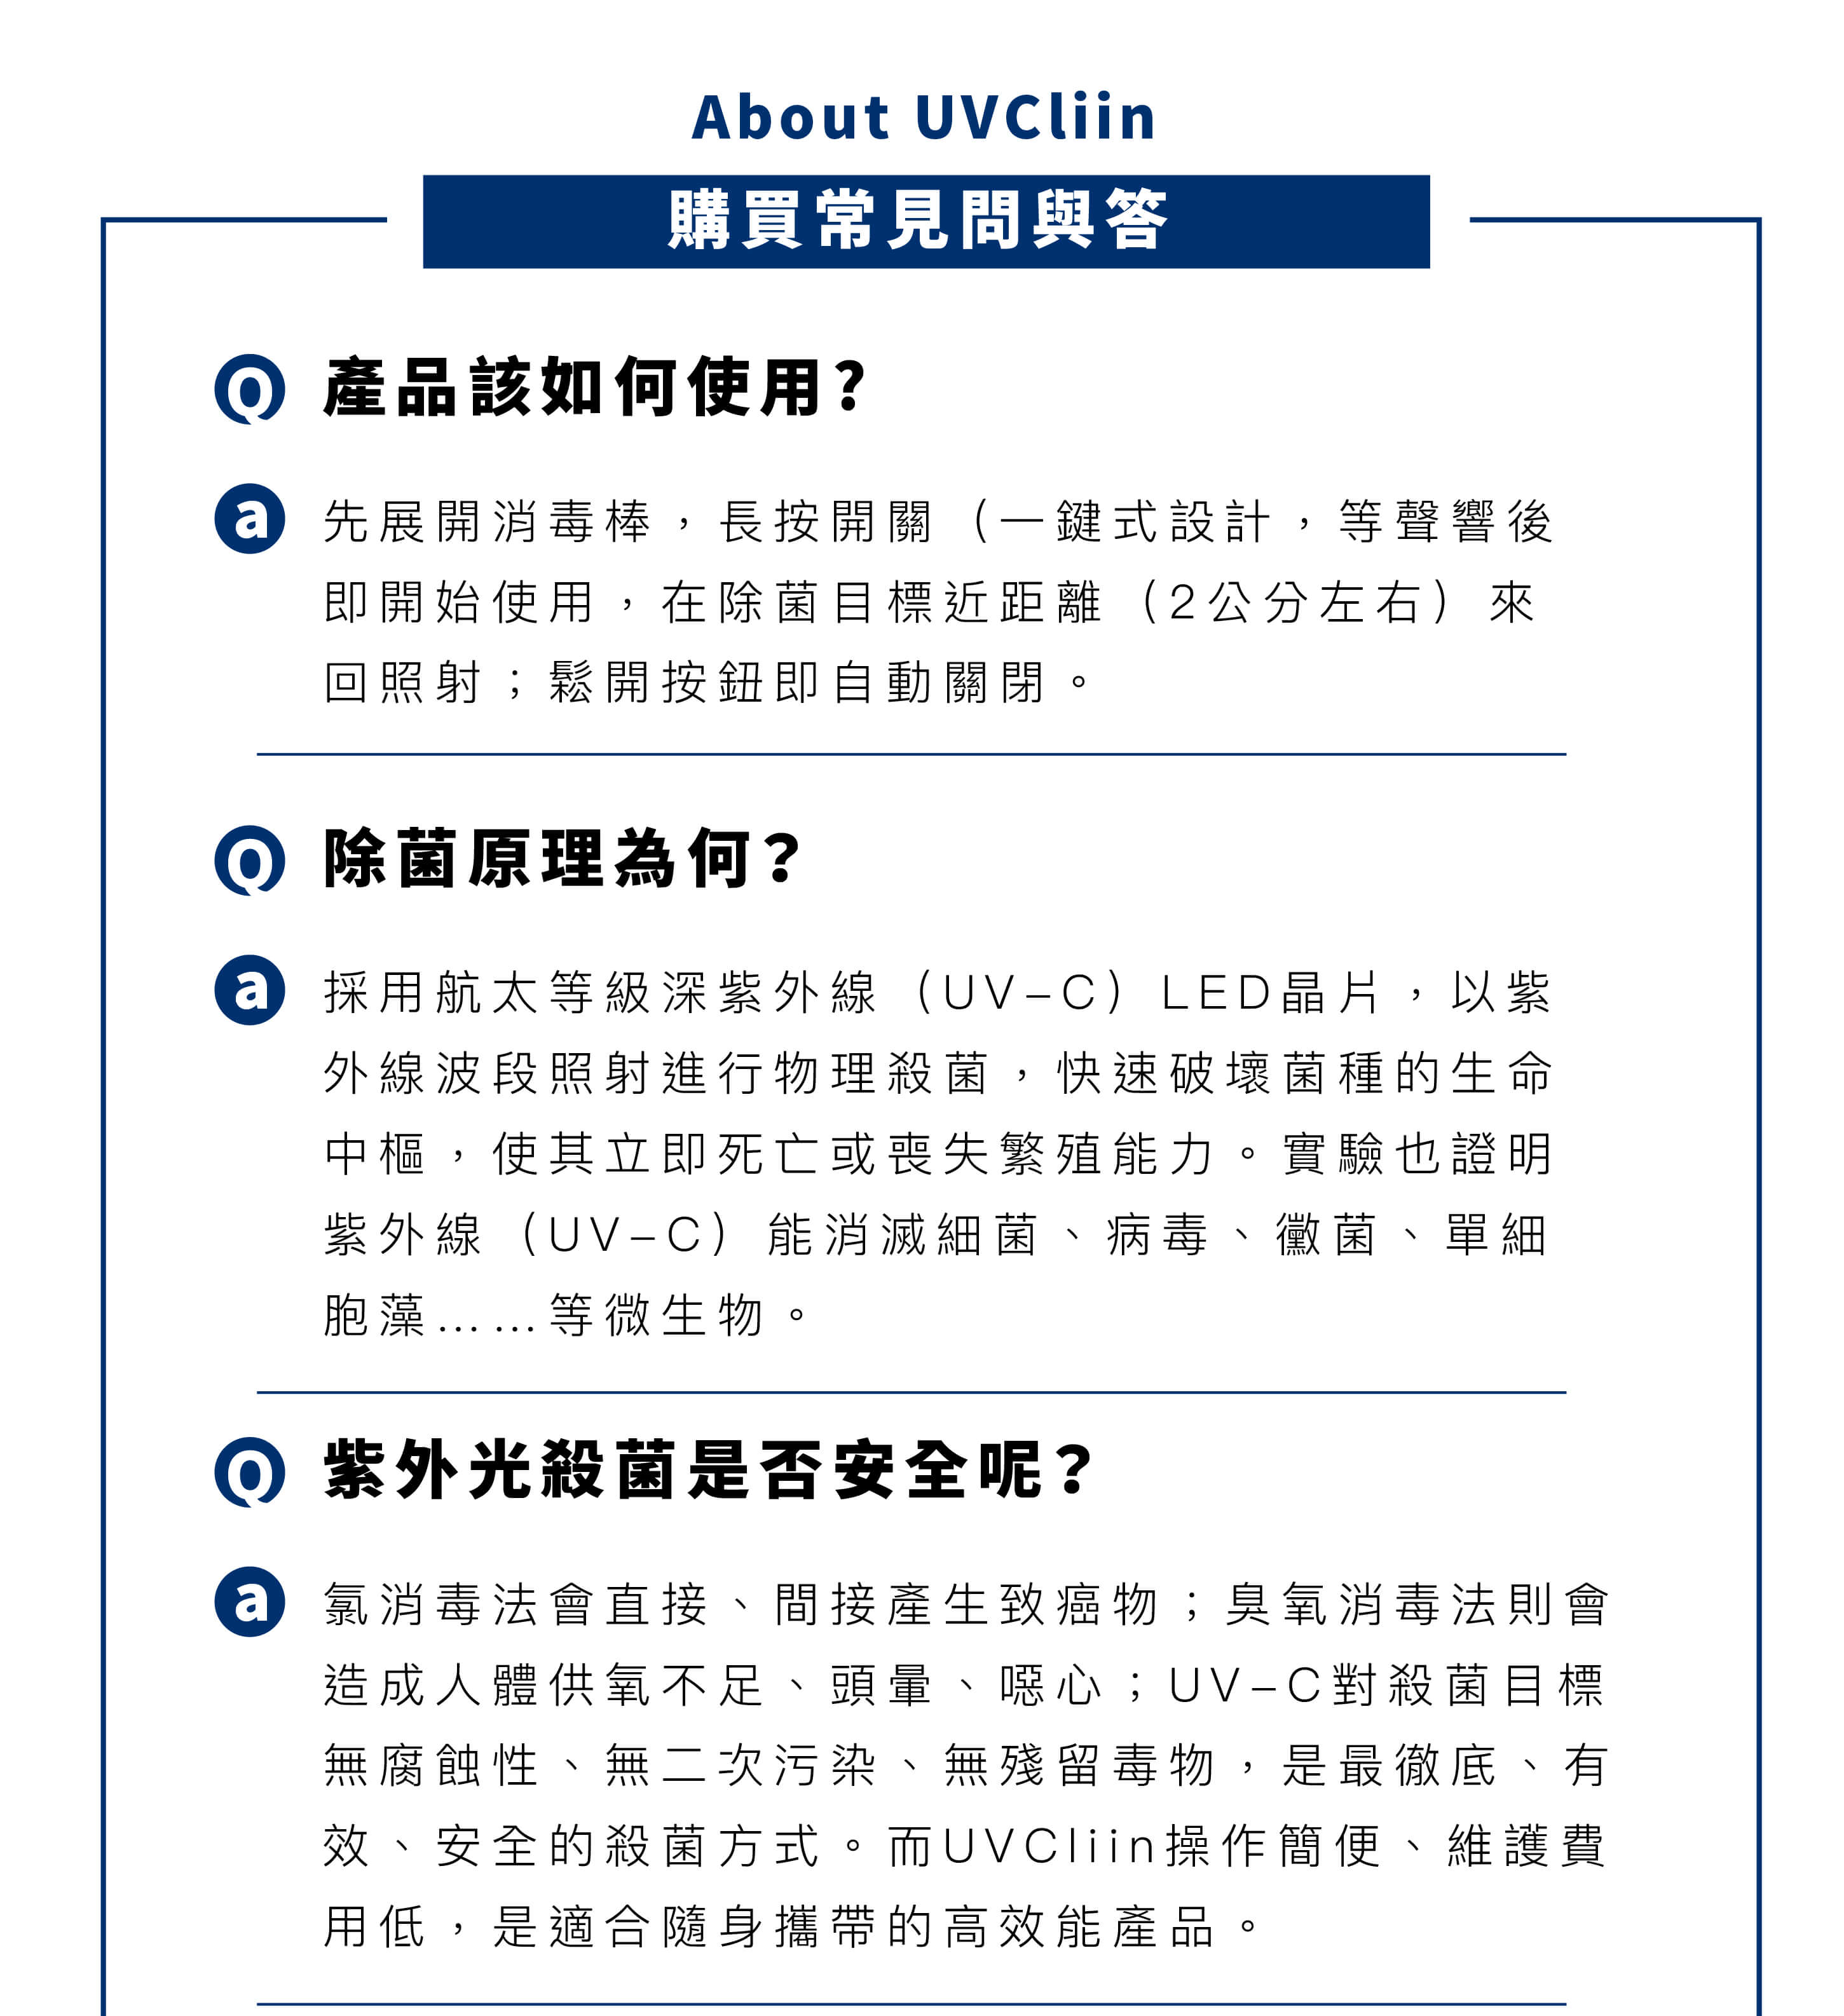 About UVCliin
購買常見問與答
Q 產品該如何使用?
a 先展開消毒棒，長按開關（一鍵式設計，等聲響後
即開始使用，在除菌目標近距離（2公分左右）來
回照射；鬆開按鈕即自動關閉。
Q 除菌原理為何？
a 採用航太等級深紫外線（UV–C）LED晶片，以紫
外線波段照射進行物理殺菌，快速破壞菌種的生命
中樞，使其立即死亡或喪失繁殖能力。實驗也證明
紫外線（UV–C）能消滅細菌、病毒、黴菌、單細
胞藻……等微生物。
Q 紫外光殺菌是否安全呢？
a 氯消毒法會直接、間接產生致癌物；臭氧消毒法則會
造成人體供氧不足、頭暈、噁心；UV–C對殺菌目標
無腐蝕性、無二次污染、無殘留毒物，是最徹底、有
效、安全的殺菌方式。而UVCliin操作簡便、維護費
用低，是適合隨身攜帶的高效能產品。